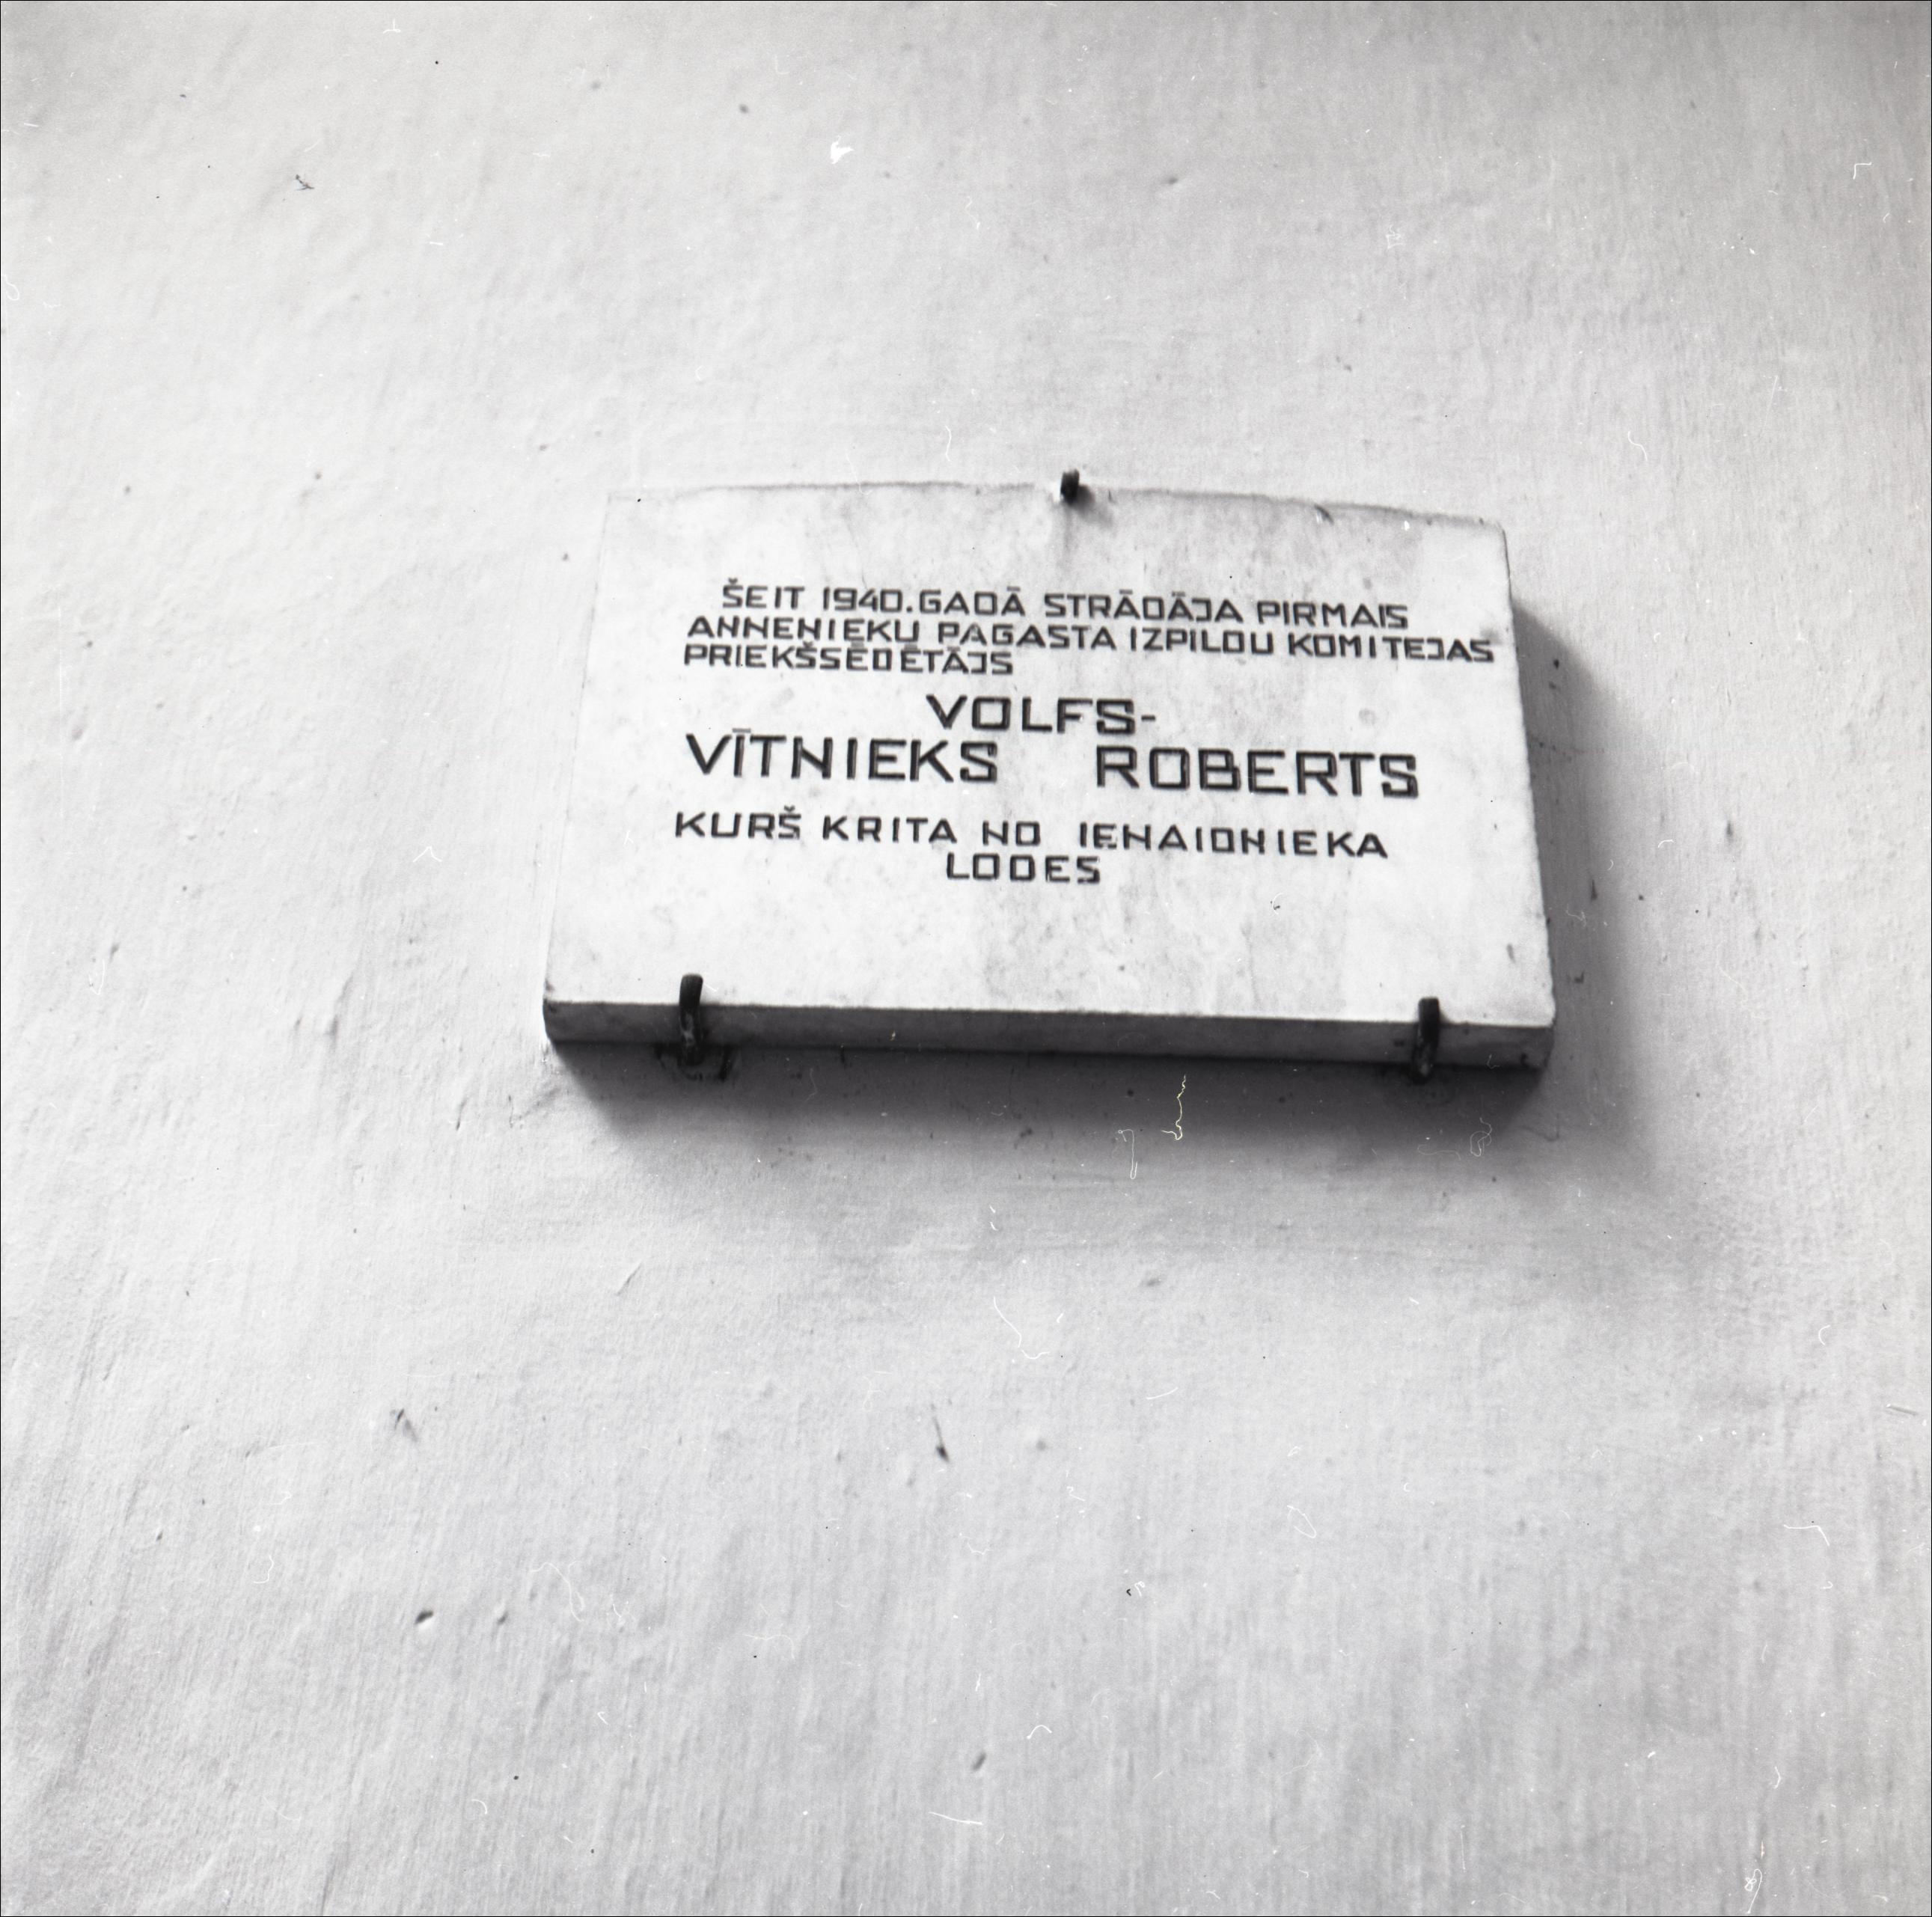 ŠEIT 1940.GADĀ STRĀDĀJA PIRMAIS
ANNENIEKU PAGASTA IZPILDU KOMITEJAS
PRIEKŠSĒDĒTĀJS
VOLFS-
VĪTNIEKS ROBERTS
KURŠ KRITA NO IENAIDNIEKA
LODES